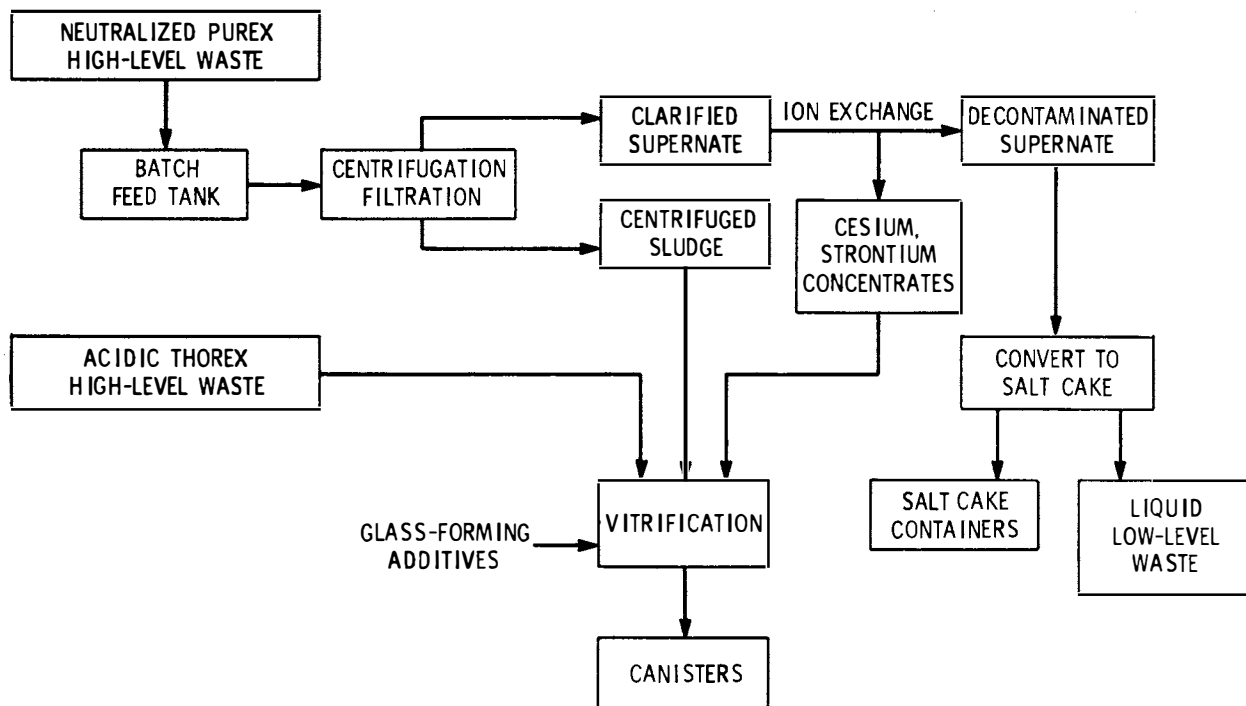 NEUTRALIZED PUREX
HIGH-LEVEL WASTE
BATCH
FEED TANK
CENTRIFUGATION
FILTRATION
CLARIFIED
SUPERNATE
ION EXCHANGE
DECONTAMINATED
SUPERNATE
CENTRIFUGED
SLUDGE
CESIUM,
STRONTIUM
CONCENTRATES
ACIDIC THOREX
HIGH-LEVEL WASTE
CONVERT TO
SALT CAKE
GLASS-FORMING
ADDITIVES
VITRIFICATION
SALT CAKE
CONTAINERS
LIQUID
LOW-LEVEL
WASTE
CANISTERS